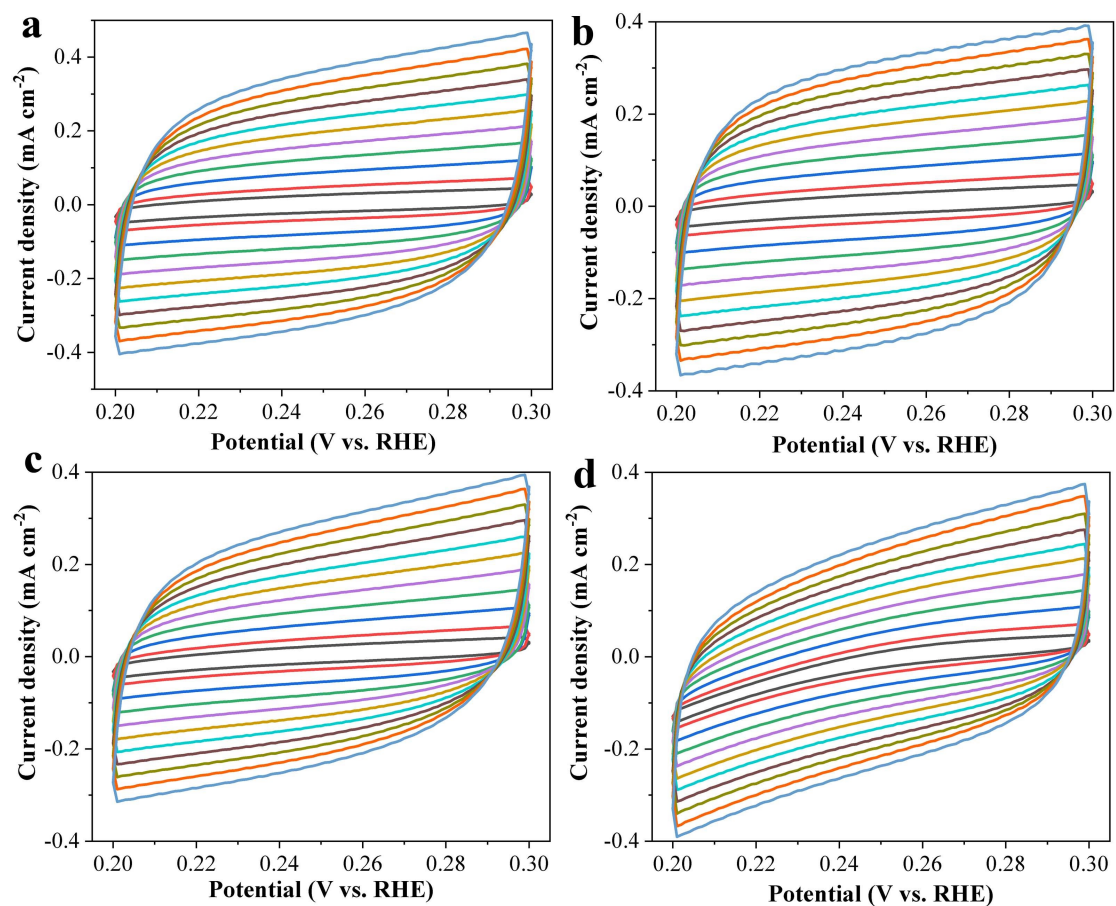 a
Current density (mA cm⁻²)
0.4
0.2
0.0
-0.2
-0.4
0.20 0.22 0.24 0.26 0.28 0.30
Potential (V vs. RHE)
b
Current density (mA cm⁻²)
0.4
0.2
0.0
-0.2
-0.4
0.20 0.22 0.24 0.26 0.28 0.30
Potential (V vs. RHE)
c
Current density (mA cm⁻²)
0.4
0.2
0.0
-0.2
-0.4
0.20 0.22 0.24 0.26 0.28 0.30
Potential (V vs. RHE)
d
Current density (mA cm⁻²)
0.4
0.2
0.0
-0.2
-0.4
0.20 0.22 0.24 0.26 0.28 0.30
Potential (V vs. RHE)